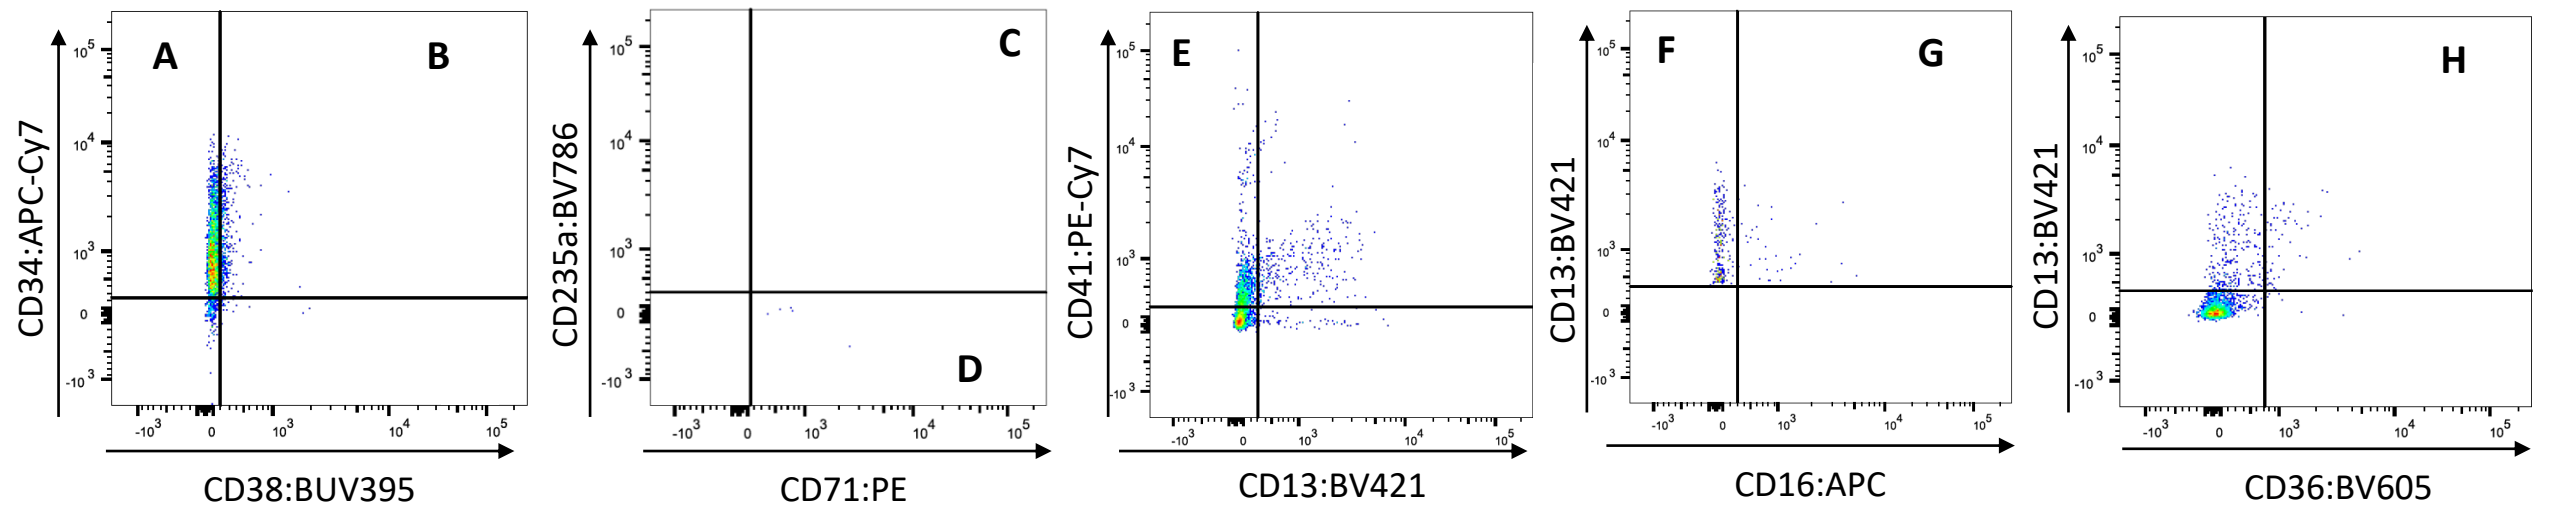 CD34:APC-Cy7
A
B
10^5
10^4
10^3
0
-10^3
-10^3
0
10^3
10^4
10^5
CD38:BUV395
CD235a:BV786
C
D
10^5
10^4
10^3
0
-10^3
-10^3
0
10^3
10^4
10^5
CD71:PE
CD41:PE-Cy7
E
10^5
10^4
10^3
0
-10^3
-10^3
0
10^3
10^4
10^5
CD13:BV421
CD13:BV421
F
G
10^5
10^4
10^3
0
-10^3
-10^3
0
10^3
10^4
10^5
CD16:APC
CD13:BV421
H
10^5
10^4
10^3
0
-10^3
-10^3
0
10^3
10^4
10^5
CD36:BV605